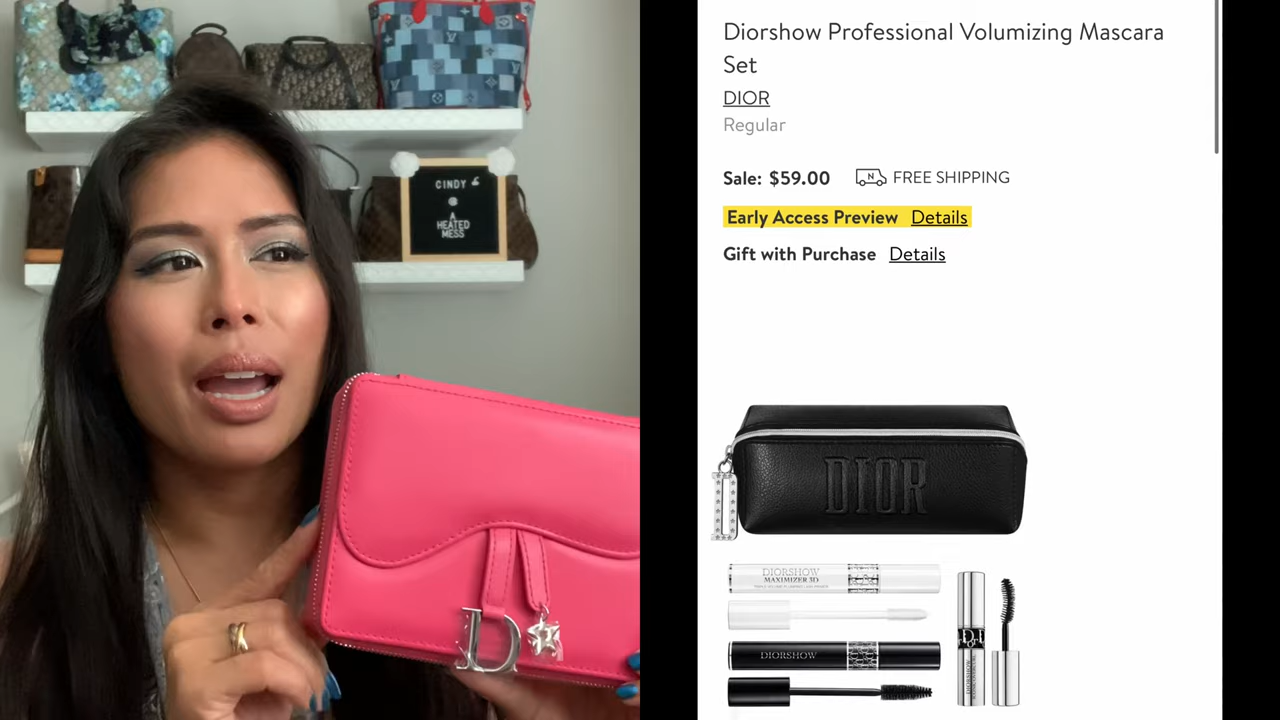 CINDY
A
HEATED
MESS
D
Diorshow Professional Volumizing Mascara
Set
DIOR
Regular
Sale: $59.00
N
FREE SHIPPING
Early Access Preview Details
Gift with Purchase Details
DIOR
DIORSHOW
MAXIMIZER 3D
DIORSHOW